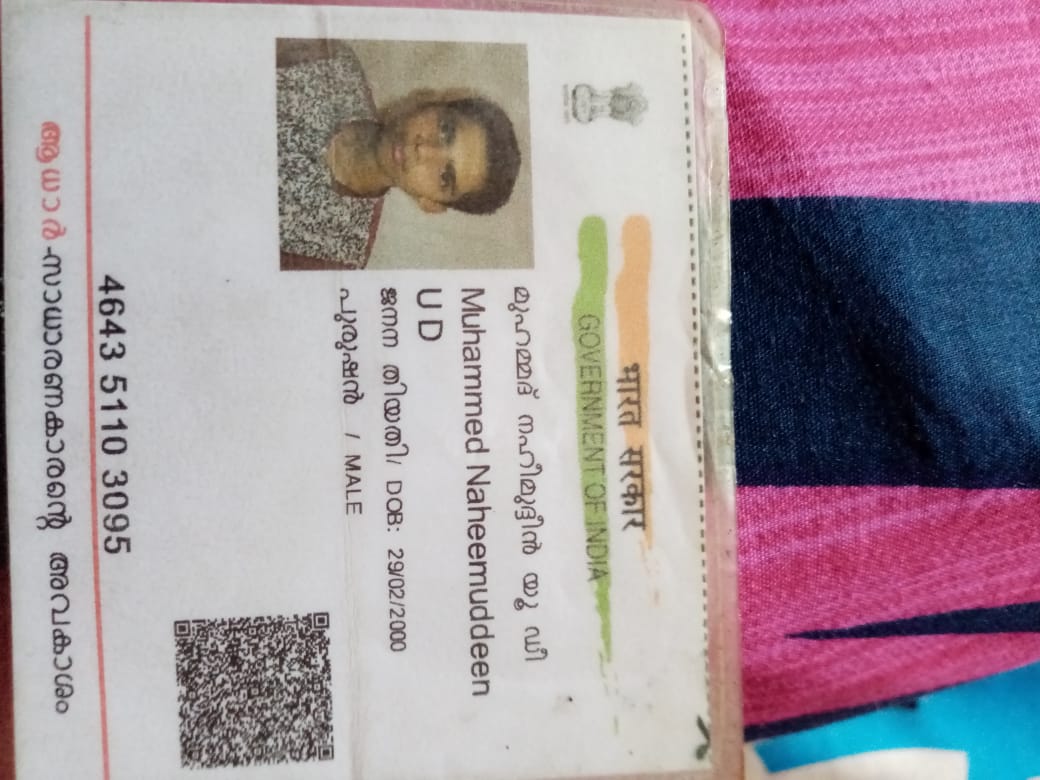 भारत सरकार
GOVERNMENT OF INDIA
മുഹമ്മദ് നഹീമുദ്ദീൻ യു ഡി
Muhammed Naheemuddeen
U D
ജനന തിയതി/ DOB: 29/02/2000
പുരുഷൻ / MALE
4643 5110 3095
ആധാർ-സാധാരണകാരന്റെ അവകാശം